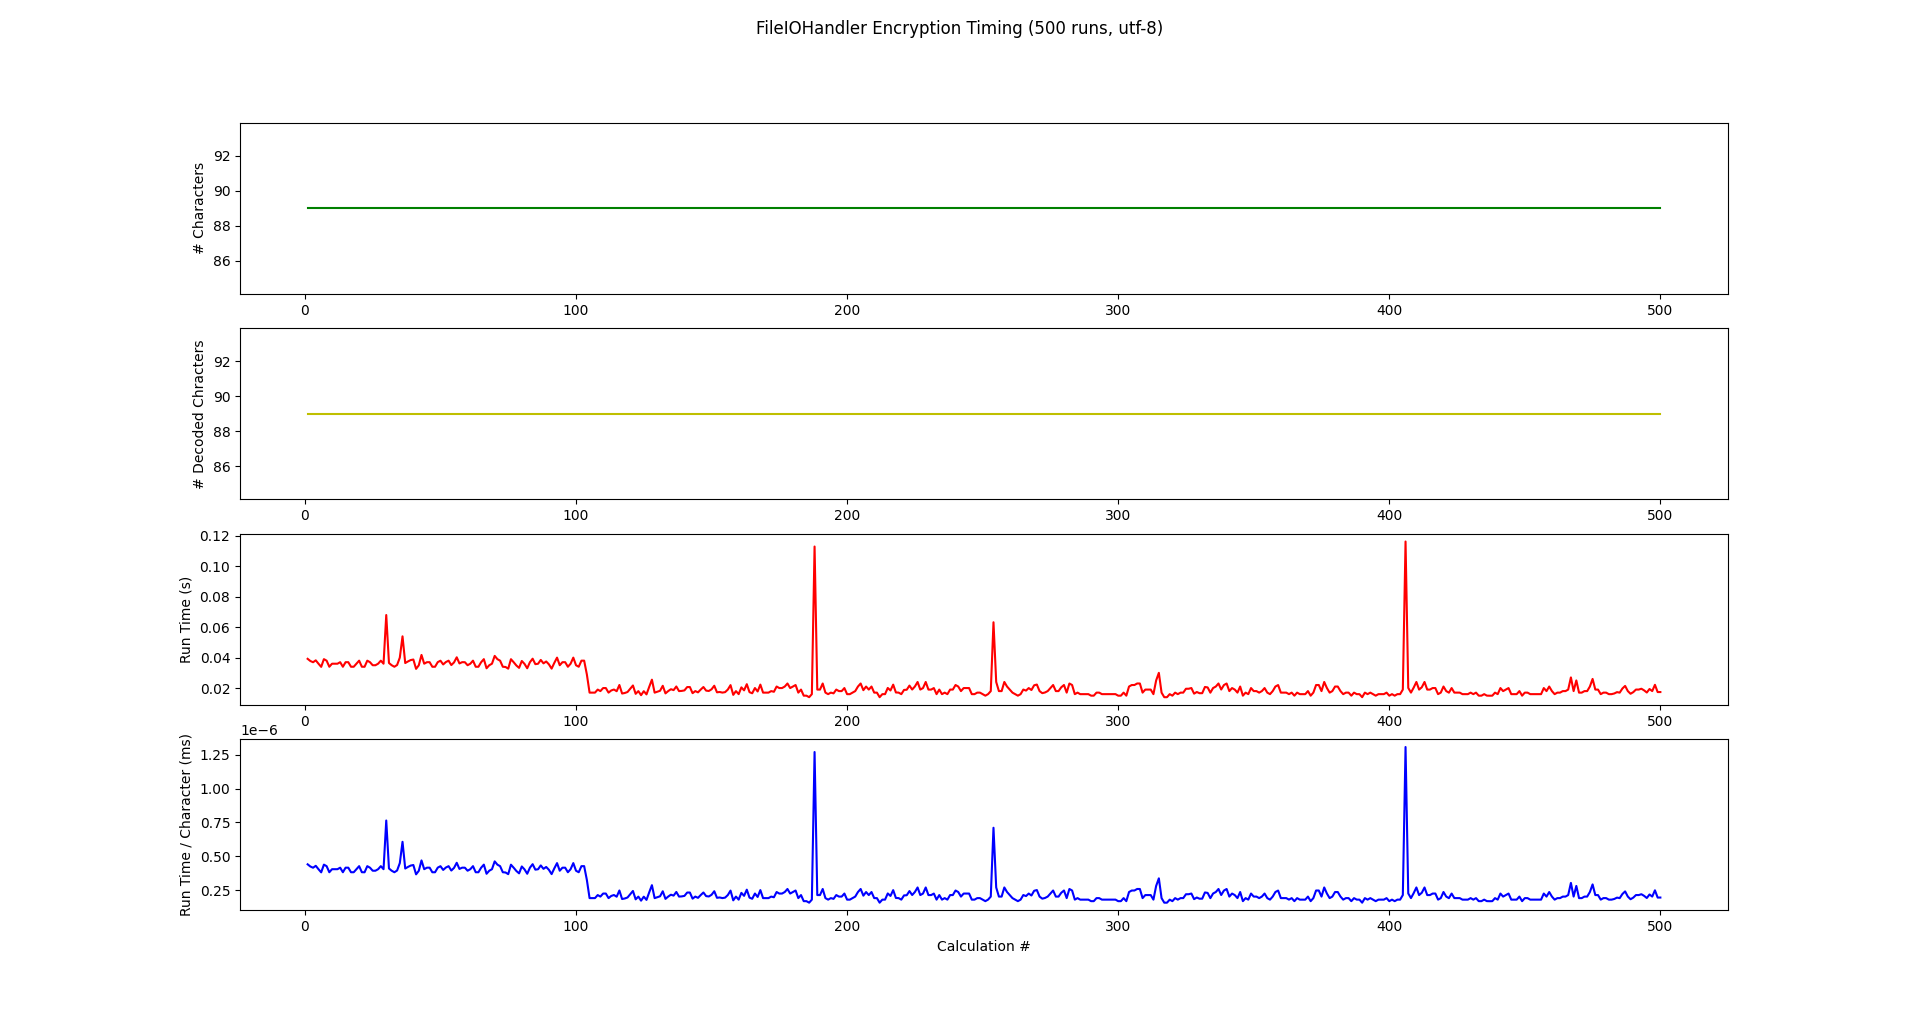 FileIOHandler Encryption Timing (500 runs, utf-8)
# Characters
92
90
88
86
0 100 200 300 400 500
# Decoded Chracters
92
90
88
86
0 100 200 300 400 500
Run Time (s)
0.12
0.10
0.08
0.06
0.04
0.02
0 100 200 300 400 500
1e−6
Run Time / Character (ms)
1.25
1.00
0.75
0.50
0.25
0 100 200 300 400 500
Calculation #